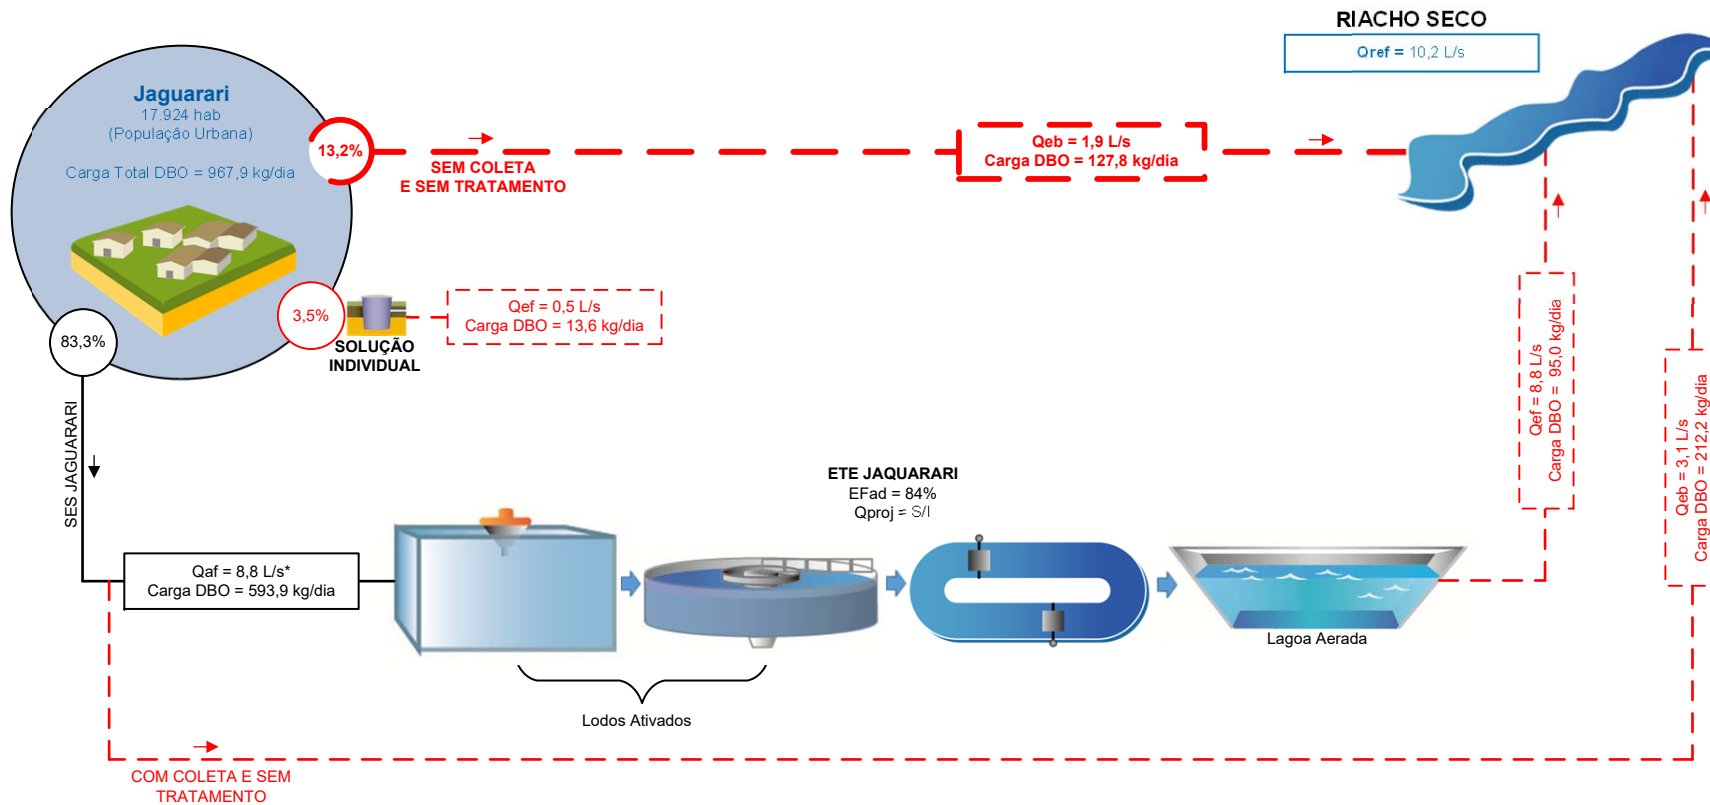 RIACHO SECO
Qref = 10,2 L/s
Jaguarari
17.924 hab
(População Urbana)
Carga Total DBO = 967,9 kg/dia
13,2%
SEM COLETA
E SEM TRATAMENTO
Qeb = 1,9 L/s
Carga DBO = 127,8 kg/dia
3,5%
SOLUÇÃO
INDIVIDUAL
Qef = 0,5 L/s
Carga DBO = 13,6 kg/dia
83,3%
SES JAGUARARI
Qaf = 8,8 L/s*
Carga DBO = 593,9 kg/dia
ETE JAQUARARI
EFad = 84%
Qproj = S/I
Lodos Ativados
Lagoa Aerada
Qef = 8,8 L/s
Carga DBO = 95,0 kg/dia
Qeb = 3,1 L/s
Carga DBO = 212,2 kg/dia
COM COLETA E SEM
TRATAMENTO